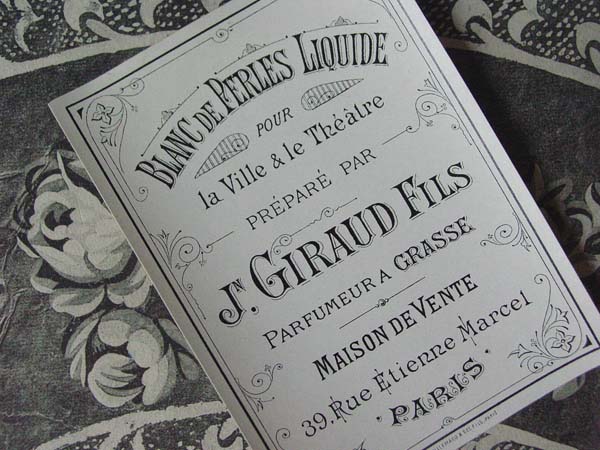 BLANC DE PERLES LIQUIDE
POUR
la Ville & le Théâtre
PRÉPARÉ PAR
JN GIRAUD FILS
PARFUMEUR A GRASSE
MAISON DE VENTE
39, Rue Étienne Marcel
PARIS